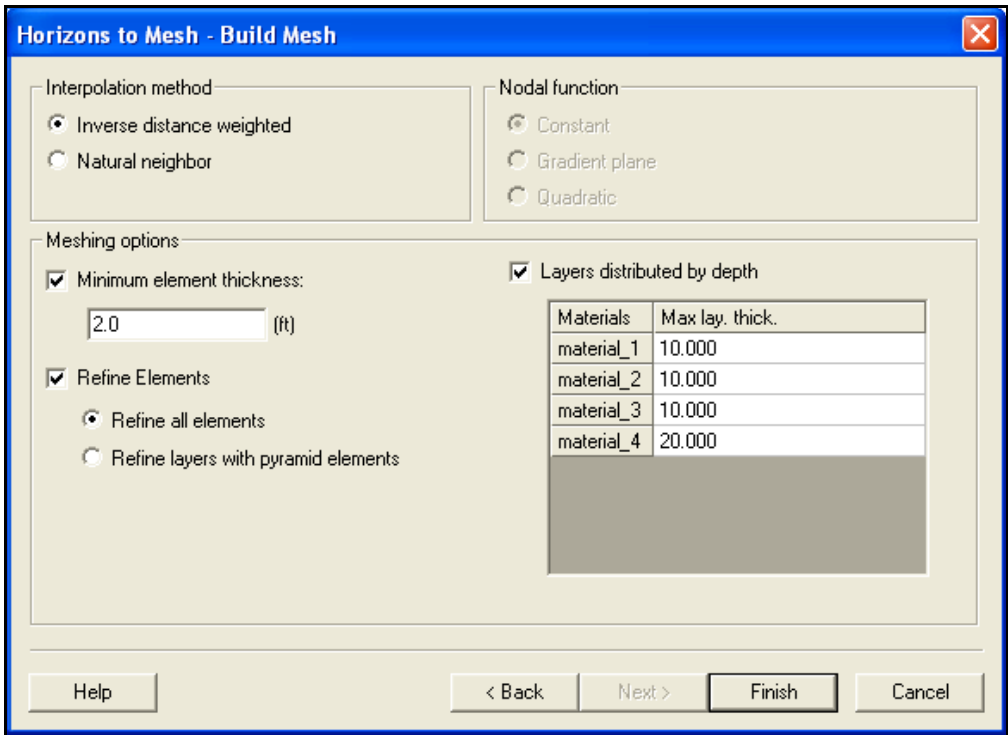 Horizons to Mesh - Build Mesh
Interpolation method
Inverse distance weighted
Natural neighbor
Nodal function
Constant
Gradient plane
Quadratic
Meshing options
Minimum element thickness:
2.0 (ft)
Refine Elements
Refine all elements
Refine layers with pyramid elements
Layers distributed by depth
Materials Max lay. thick.
material_1 10.000
material_2 10.000
material_3 10.000
material_4 20.000
Help < Back Next > Finish Cancel